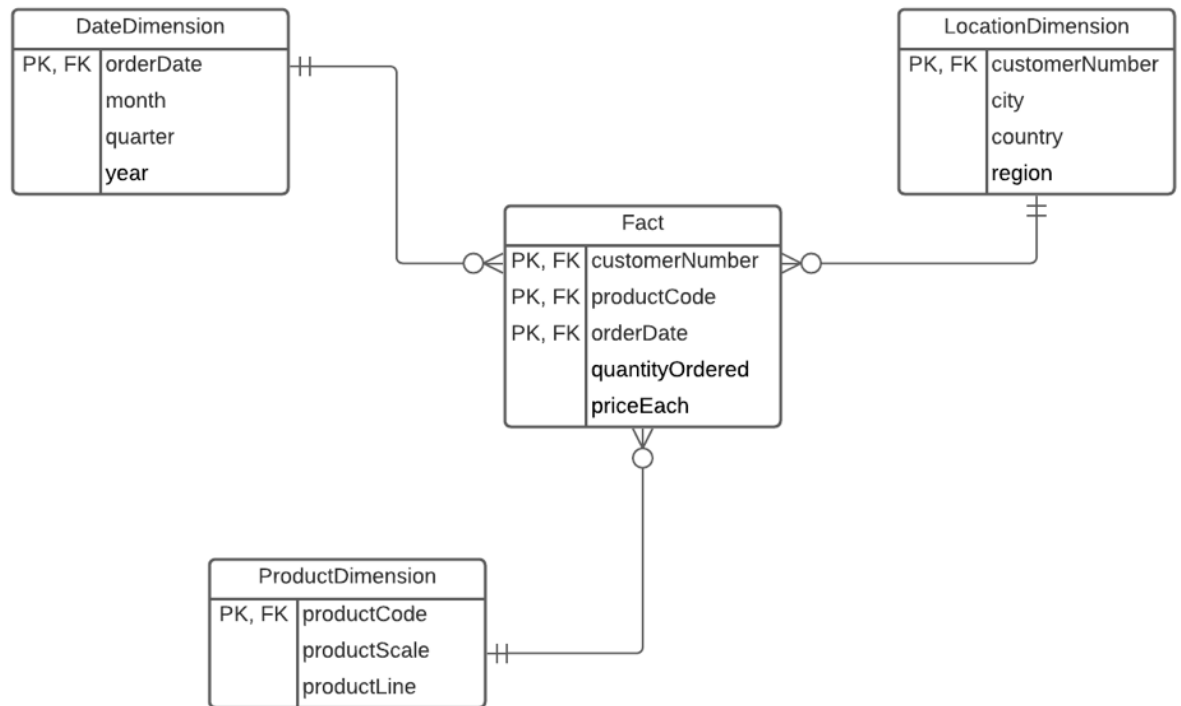 DateDimension
PK, FK orderDate
month
quarter
year
LocationDimension
PK, FK customerNumber
city
country
region
Fact
PK, FK customerNumber
PK, FK productCode
PK, FK orderDate
quantityOrdered
priceEach
ProductDimension
PK, FK productCode
productScale
productLine